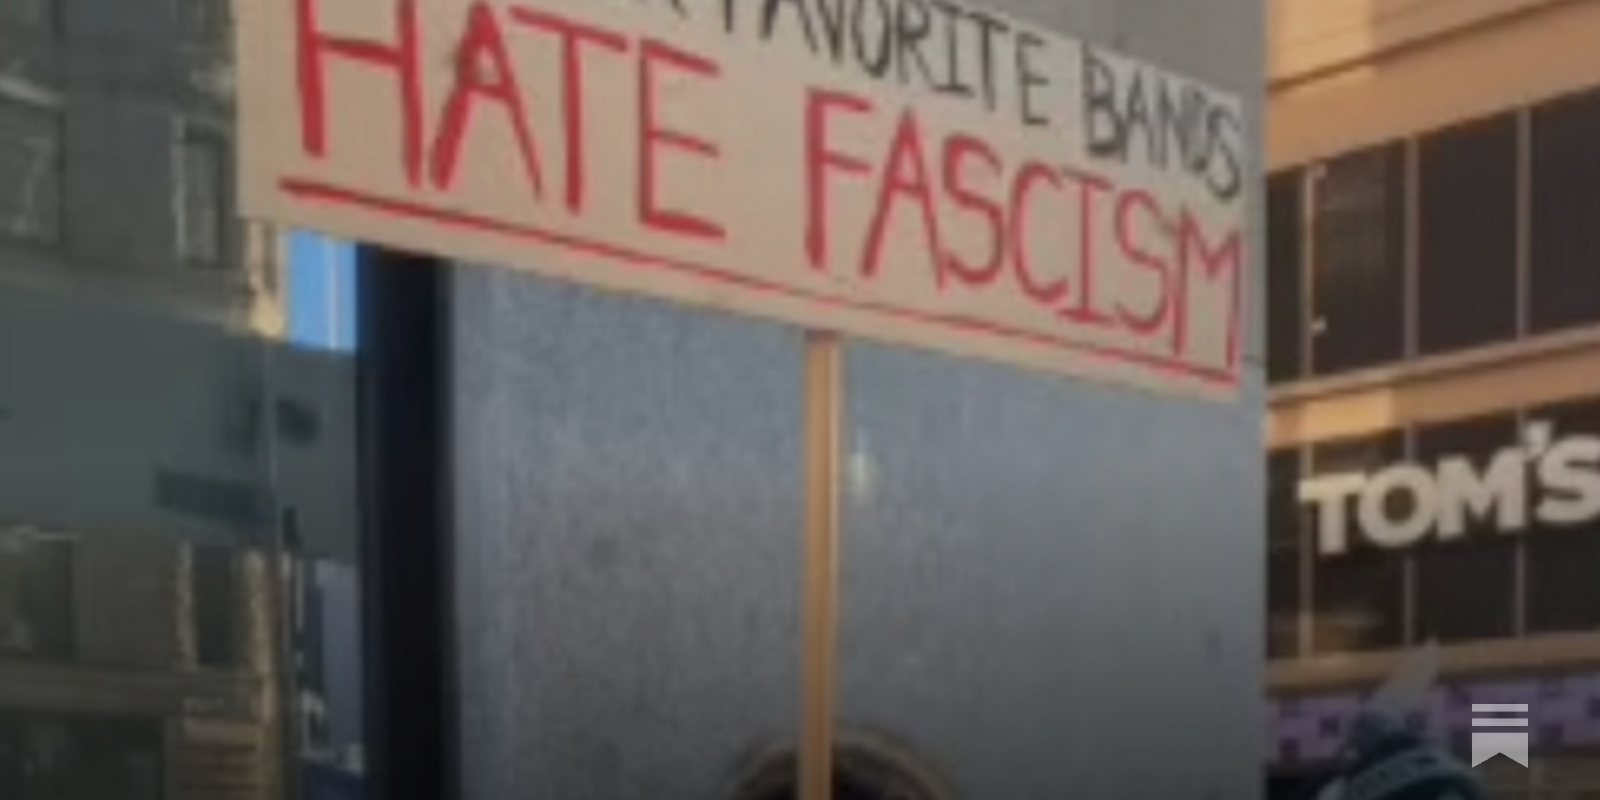 FAVORITE BANDS
HATE FASCISM
TOM'S